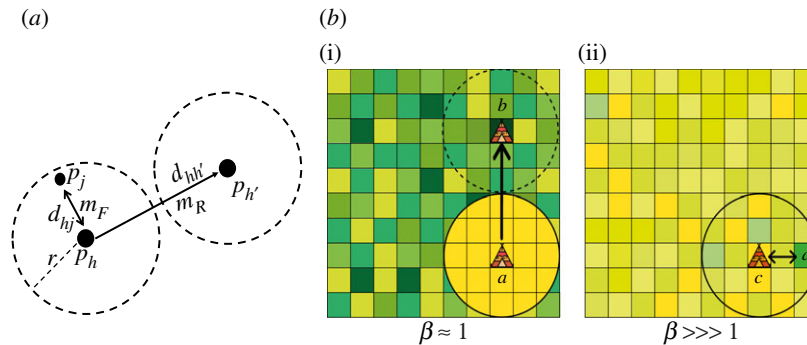 (a)
p_j
d_hj
m_F
p_h
r
d_hh'
m_R
p_h'
(b)
(i)
b
a
β ≈ 1
(ii)
c
d
β >>> 1